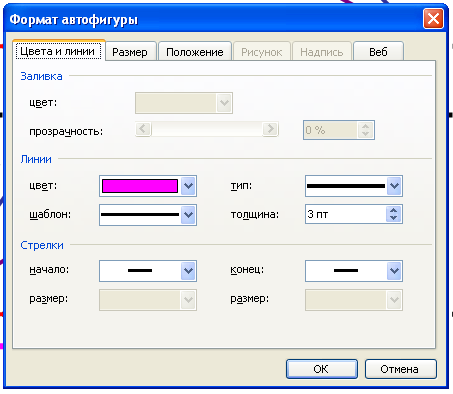 Формат автофигуры
Цвета и линии Размер Положение Рисунок Надпись Веб
Заливка
цвет:
прозрачность: 0 %
Линии
цвет: тип:
шаблон: толщина: 3 пт
Стрелки
начало: конец:
размер: размер:
ОК Отмена